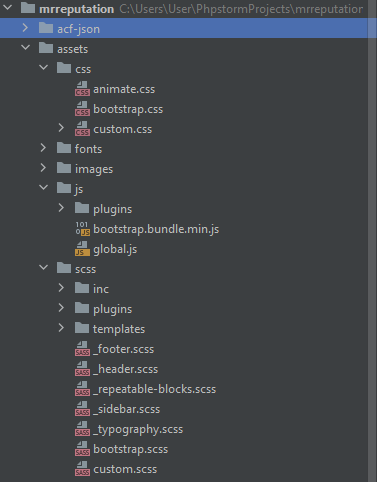 mrreputation C:\Users\User\PhpstormProjects\mrreputation
acf-json
assets
css
animate.css
bootstrap.css
custom.css
fonts
images
js
plugins
bootstrap.bundle.min.js
global.js
scss
inc
plugins
templates
_footer.scss
_header.scss
_repeatable-blocks.scss
_sidebar.scss
_typography.scss
bootstrap.scss
custom.scss